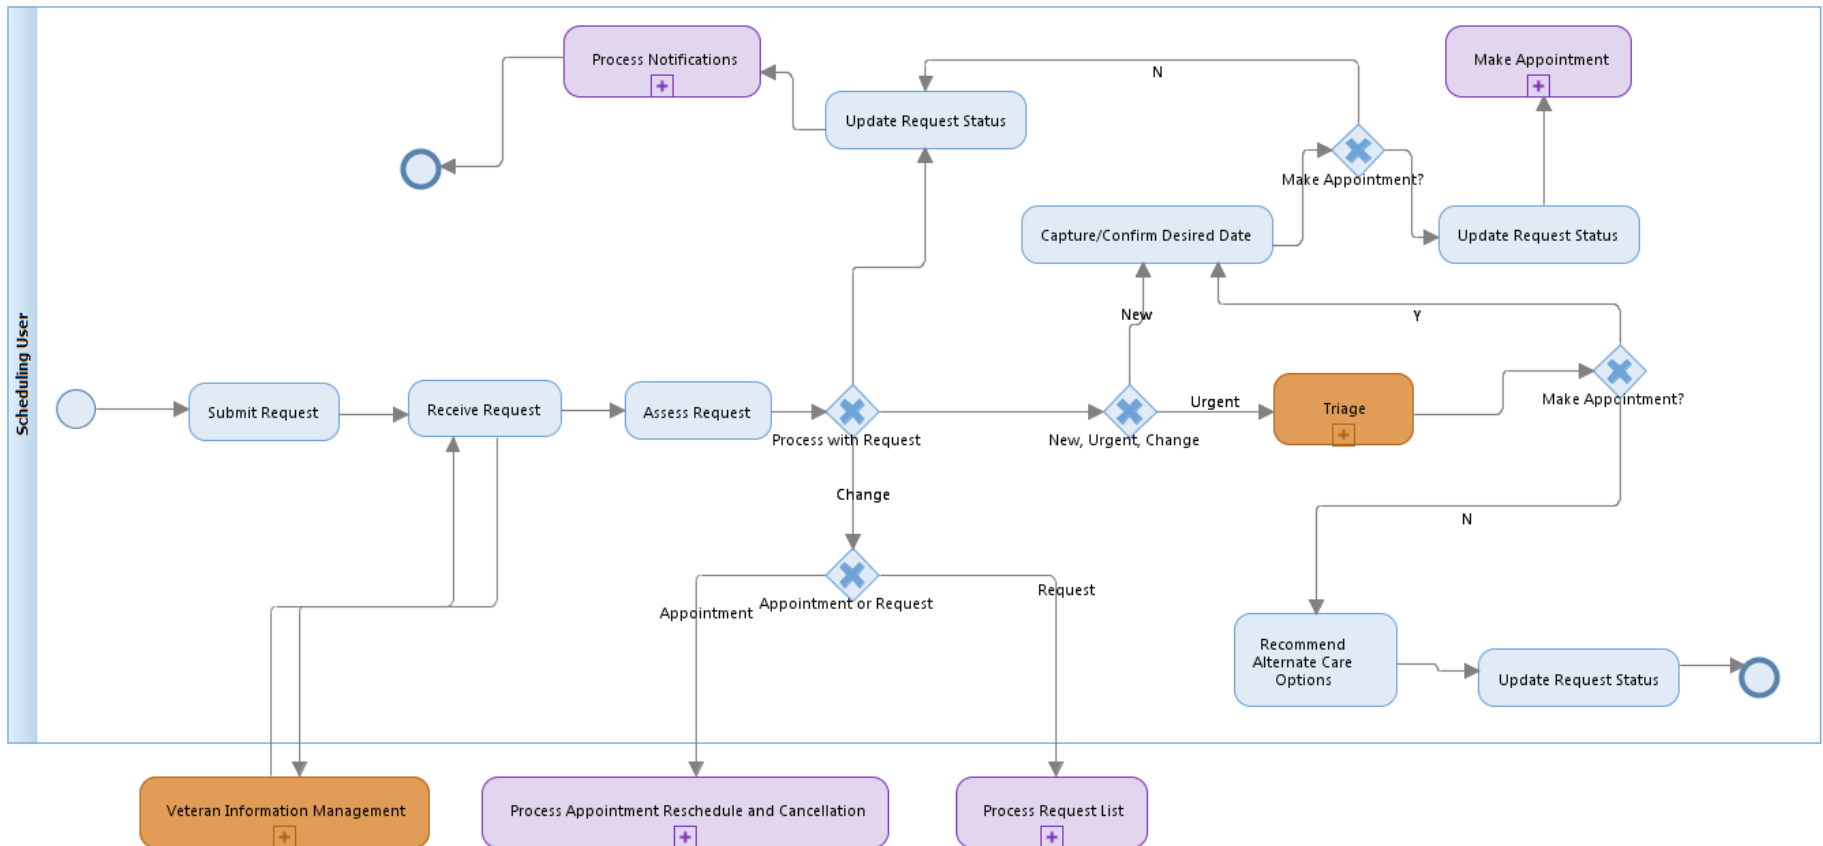 Scheduling User
Process Notifications
N
Make Appointment
Update Request Status
Make Appointment?
Capture/Confirm Desired Date
Update Request Status
New
Y
Submit Request
Receive Request
Assess Request
Process with Request
Urgent
New, Urgent, Change
Triage
Make Appointment?
Change
N
Appointment
Appointment or Request
Request
Recommend
Alternate Care
Options
Update Request Status
Veteran Information Management
Process Appointment Reschedule and Cancellation
Process Request List